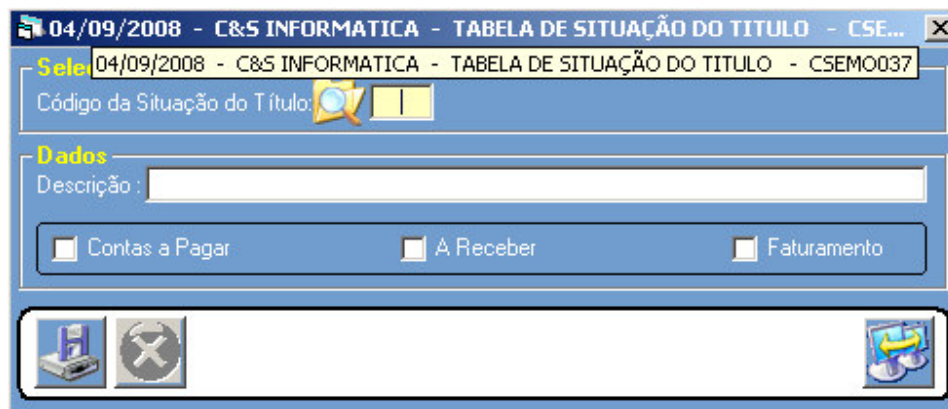 04/09/2008 - C&S INFORMATICA - TABELA DE SITUAÇÃO DO TITULO - CSE...
04/09/2008 - C&S INFORMATICA - TABELA DE SITUAÇÃO DO TITULO - CSEMO037
Código da Situação do Título:
Dados
Descrição :
Contas a Pagar
A Receber
Faturamento